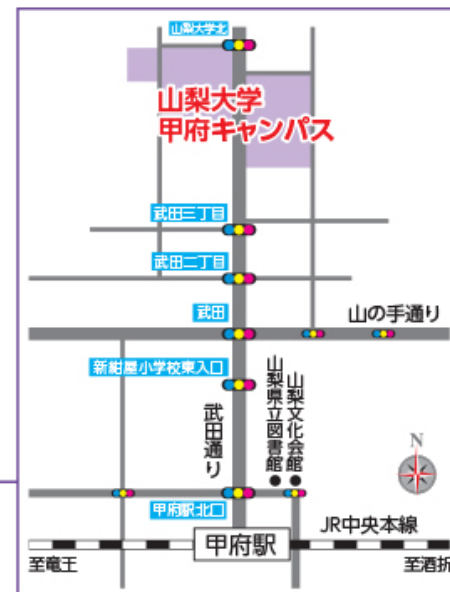 山梨大学北
山梨大学
甲府キャンパス
武田三丁目
武田二丁目
武田
山の手通り
新紺屋小学校東入口
武田通り
山梨県立図書館
山梨文化会館
N
甲府駅北口
JR中央本線
甲府駅
至竜王
至酒折